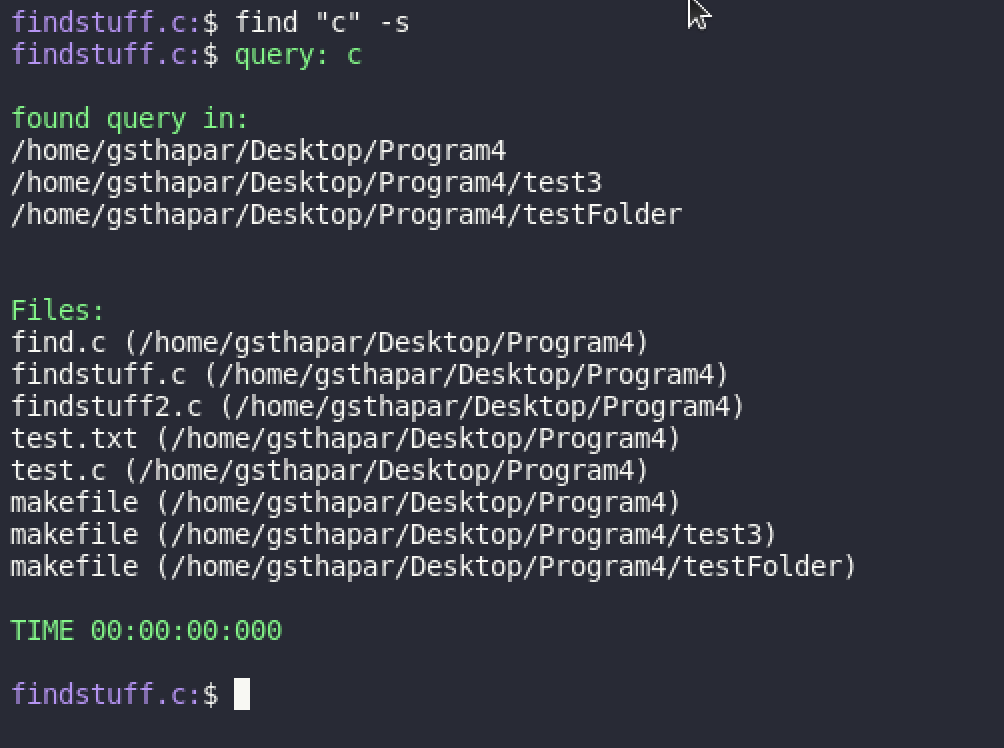 findstuff.c:$ find "c" -s
findstuff.c:$ query: c
found query in:
/home/gsthapar/Desktop/Program4
/home/gsthapar/Desktop/Program4/test3
/home/gsthapar/Desktop/Program4/testFolder
Files:
find.c (/home/gsthapar/Desktop/Program4)
findstuff.c (/home/gsthapar/Desktop/Program4)
findstuff2.c (/home/gsthapar/Desktop/Program4)
test.txt (/home/gsthapar/Desktop/Program4)
test.c (/home/gsthapar/Desktop/Program4)
makefile (/home/gsthapar/Desktop/Program4)
makefile (/home/gsthapar/Desktop/Program4/test3)
makefile (/home/gsthapar/Desktop/Program4/testFolder)
TIME 00:00:00:000
findstuff.c:$